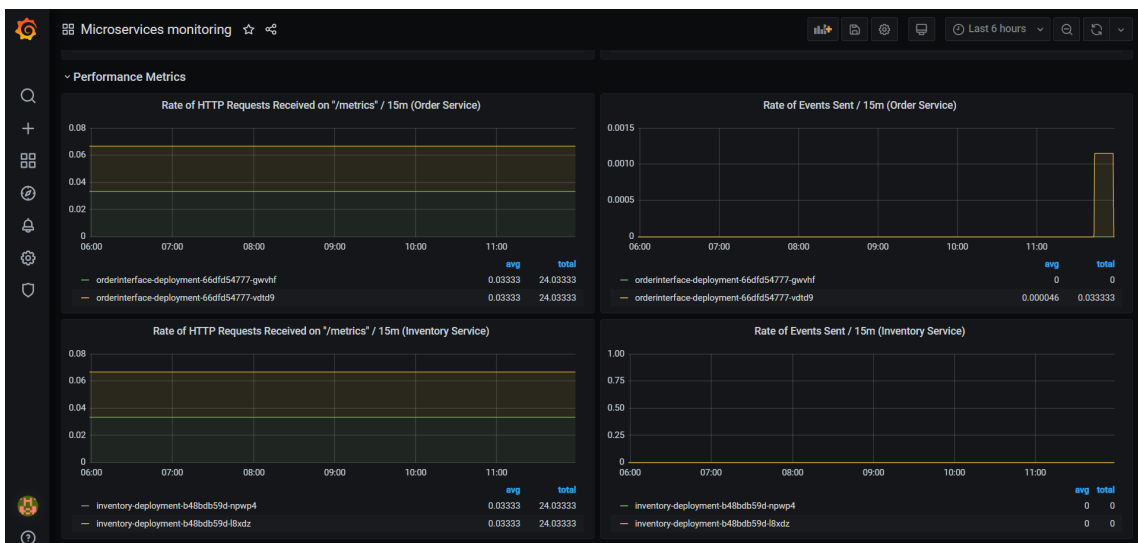 Microservices monitoring
Last 6 hours
Performance Metrics
Rate of HTTP Requests Received on "/metrics" / 15m (Order Service)
0.08
0.06
0.04
0.02
0
06:00 07:00 08:00 09:00 10:00 11:00
avg total
orderinterface-deployment-66dfd54777-gwvhf 0.03333 24.03333
orderinterface-deployment-66dfd54777-vdtd9 0.03333 24.03333
Rate of Events Sent / 15m (Order Service)
0.0015
0.0010
0.0005
0
06:00 07:00 08:00 09:00 10:00 11:00
avg total
orderinterface-deployment-66dfd54777-gwvhf 0 0
orderinterface-deployment-66dfd54777-vdtd9 0.000046 0.033333
Rate of HTTP Requests Received on "/metrics" / 15m (Inventory Service)
0.08
0.06
0.04
0.02
0
06:00 07:00 08:00 09:00 10:00 11:00
avg total
inventory-deployment-b48bdb59d-npwp4 0.03333 24.03333
inventory-deployment-b48bdb59d-l8xdz 0.03333 24.03333
Rate of Events Sent / 15m (Inventory Service)
1.00
0.75
0.50
0.25
0
06:00 07:00 08:00 09:00 10:00 11:00
avg total
inventory-deployment-b48bdb59d-npwp4 0 0
inventory-deployment-b48bdb59d-l8xdz 0 0